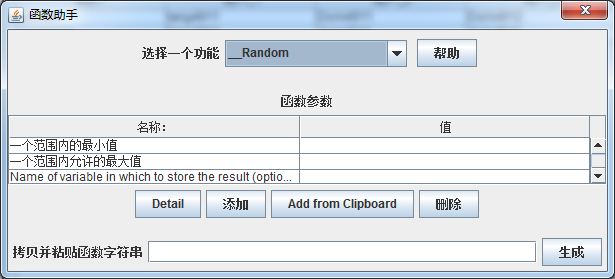 函数助手
选择一个功能 __Random 帮助
函数参数
名称: 值
一个范围内的最小值
一个范围内允许的最大值
Name of variable in which to store the result (optio...
Detail 添加 Add from Clipboard 删除
拷贝并粘贴函数字符串 生成